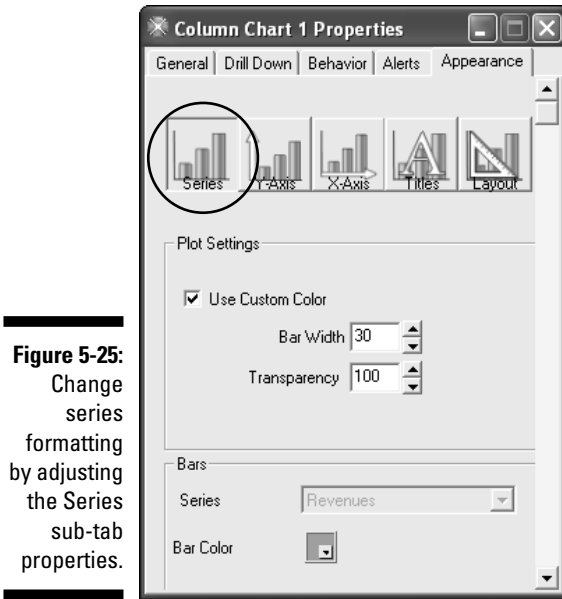 Column Chart 1 Properties
General Drill Down Behavior Alerts Appearance
Series Y-Axis X-Axis Titles Layout
Plot Settings
Use Custom Color
Bar Width 30
Transparency 100
Bars
Series Revenues
Bar Color
Figure 5-25:
Change
series
formatting
by adjusting
the Series
sub-tab
properties.